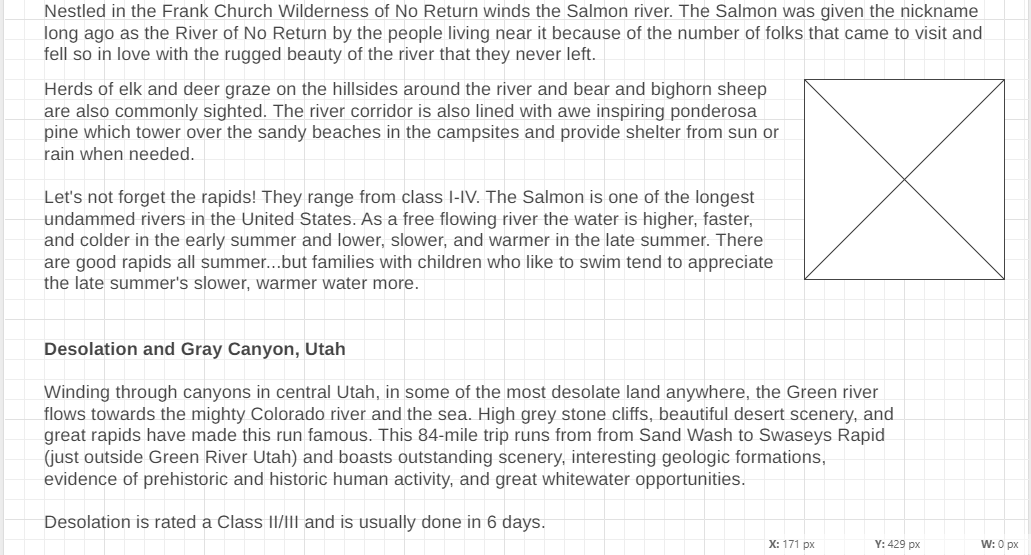 Nestled in the Frank Church Wilderness of No Return winds the Salmon river. The Salmon was given the nickname
long ago as the River of No Return by the people living near it because of the number of folks that came to visit and
fell so in love with the rugged beauty of the river that they never left.
Herds of elk and deer graze on the hillsides around the river and bear and bighorn sheep
are also commonly sighted. The river corridor is also lined with awe inspiring ponderosa
pine which tower over the sandy beaches in the campsites and provide shelter from sun or
rain when needed.
Let's not forget the rapids! They range from class I-IV. The Salmon is one of the longest
undammed rivers in the United States. As a free flowing river the water is higher, faster,
and colder in the early summer and lower, slower, and warmer in the late summer. There
are good rapids all summer...but families with children who like to swim tend to appreciate
the late summer's slower, warmer water more.
Desolation and Gray Canyon, Utah
Winding through canyons in central Utah, in some of the most desolate land anywhere, the Green river
flows towards the mighty Colorado river and the sea. High grey stone cliffs, beautiful desert scenery, and
great rapids have made this run famous. This 84-mile trip runs from from Sand Wash to Swaseys Rapid
(just outside Green River Utah) and boasts outstanding scenery, interesting geologic formations,
evidence of prehistoric and historic human activity, and great whitewater opportunities.
Desolation is rated a Class II/III and is usually done in 6 days.
X: 171 px Y: 429 px W: 0 px